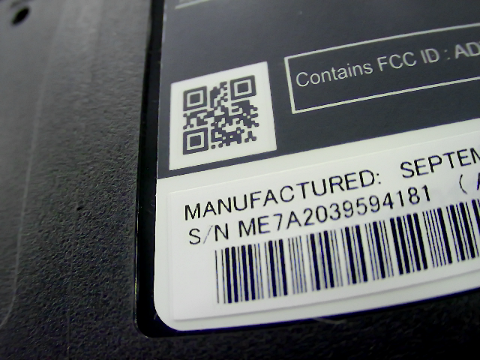 Contains FCC ID : AD
MANUFACTURED: SEPTEM
S/N ME7A2039594181 (